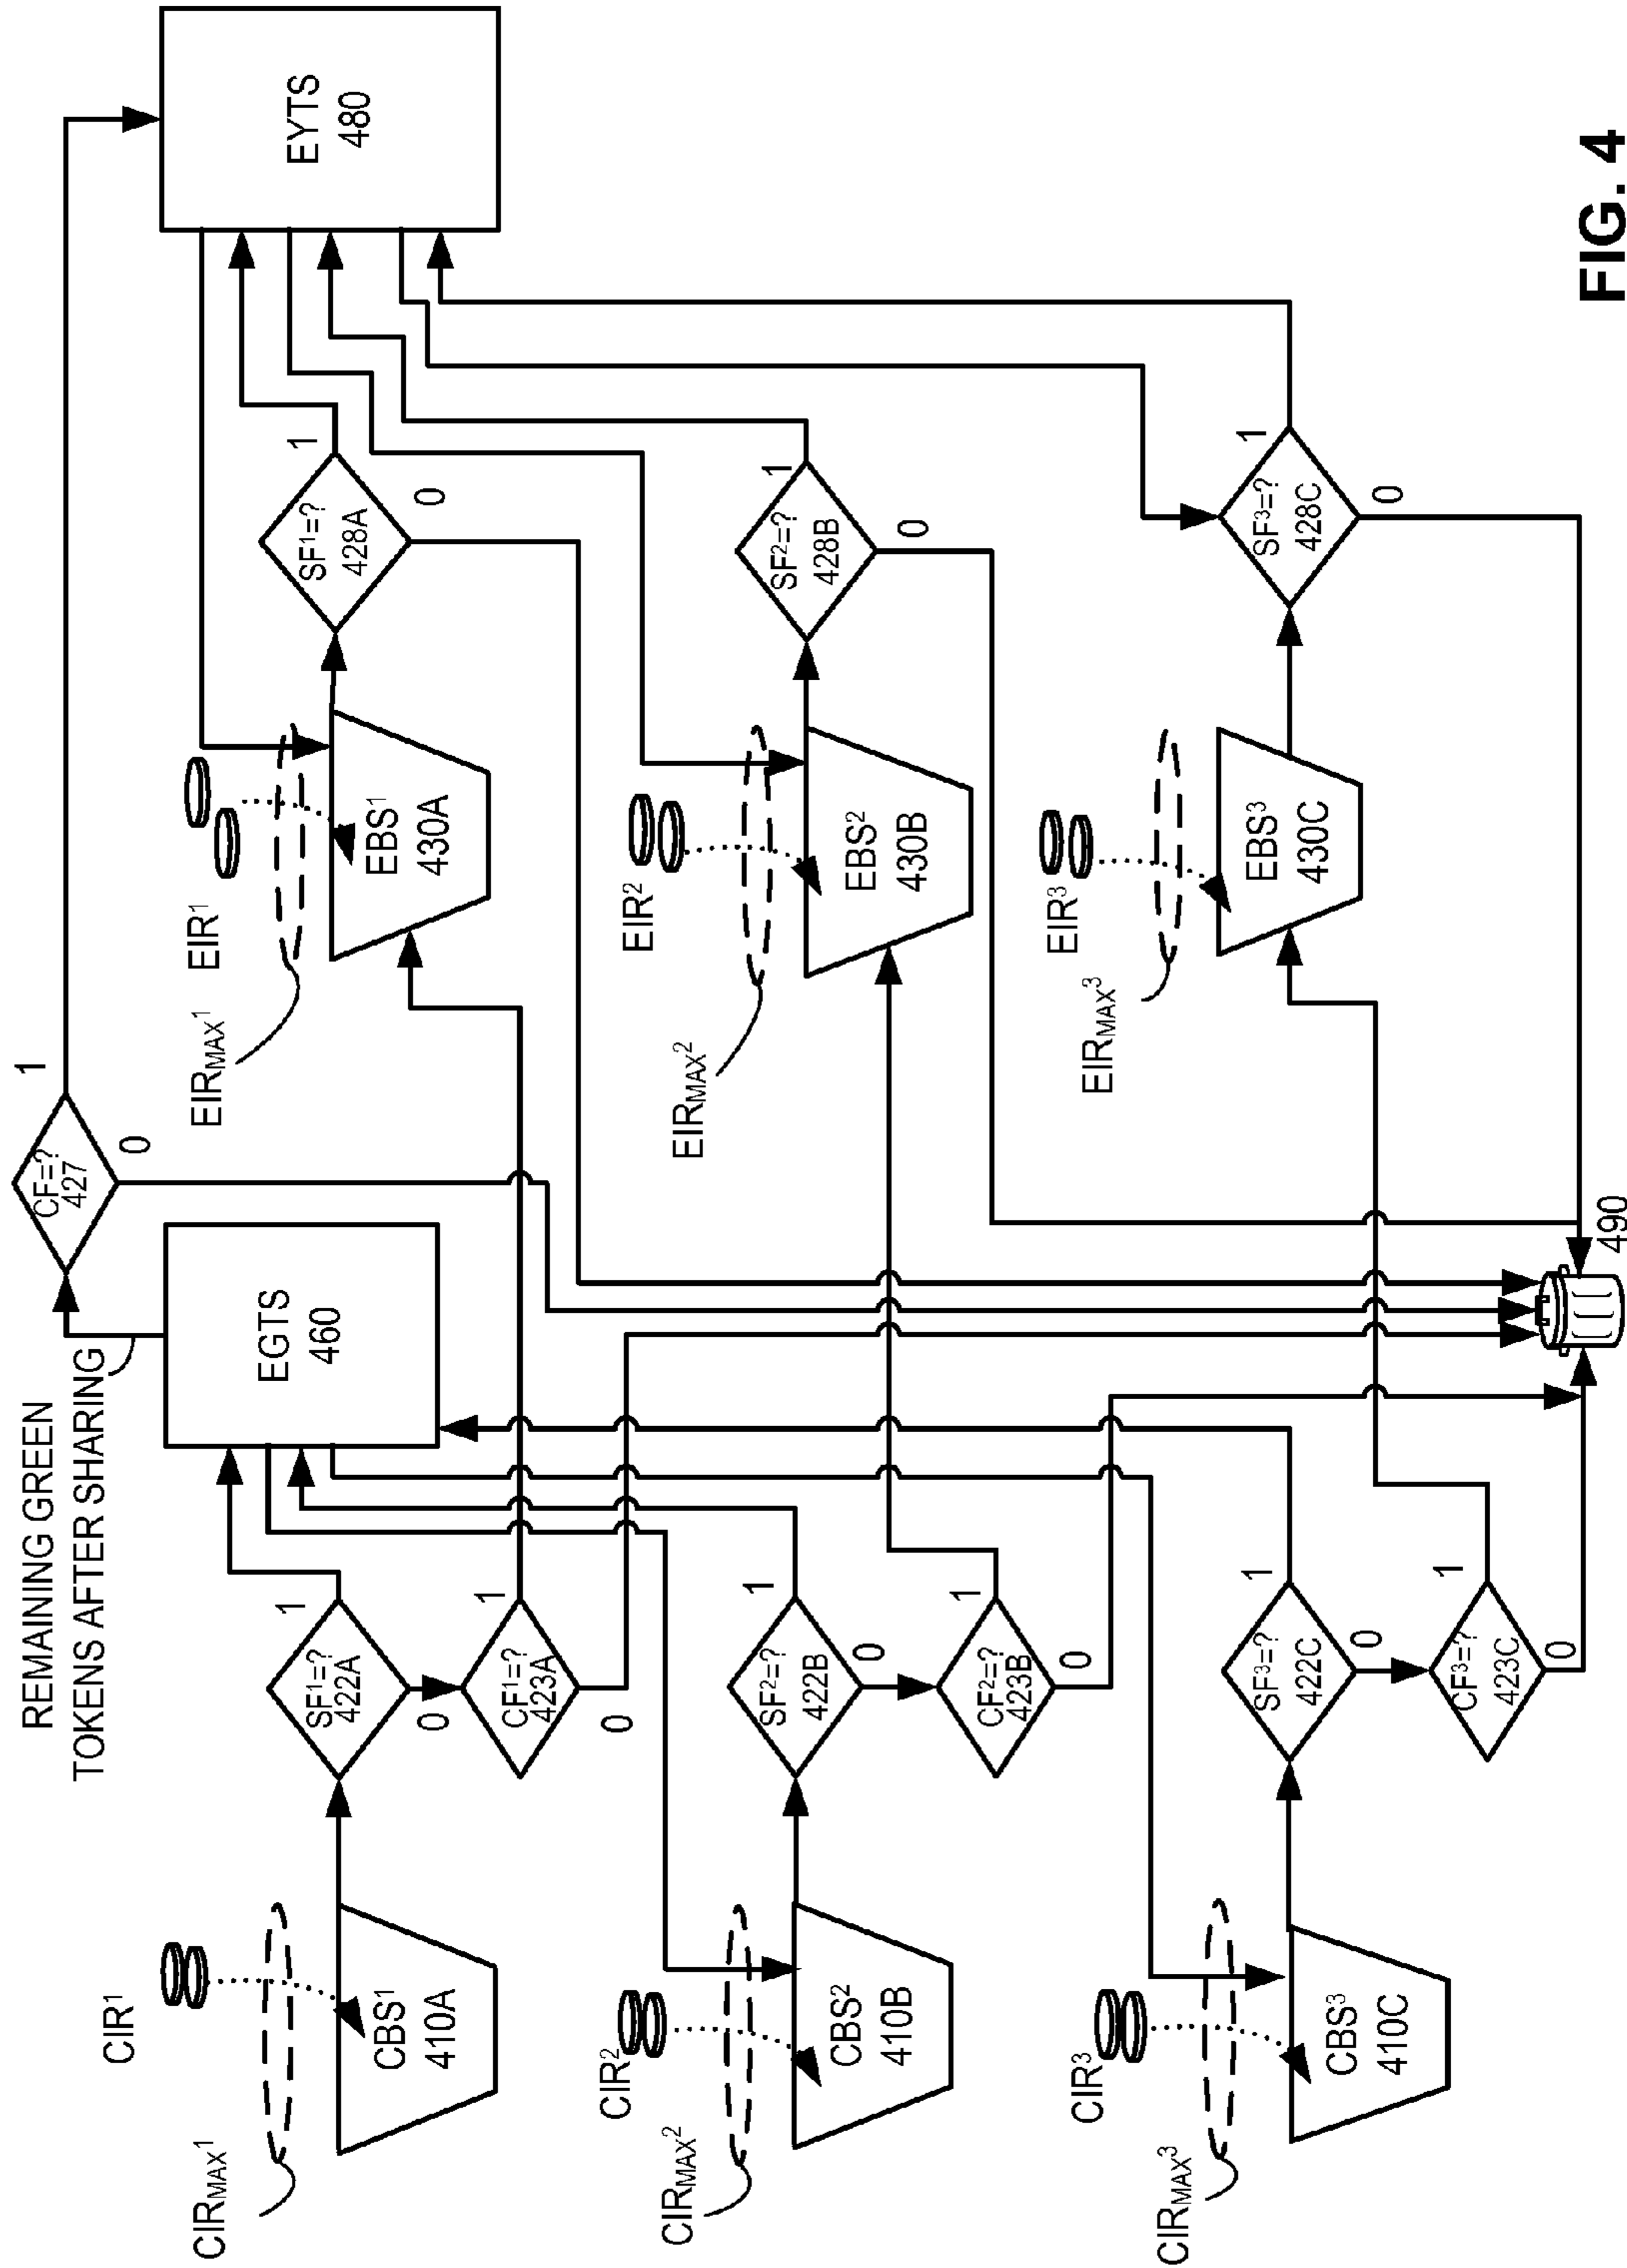 REMAINING GREEN
TOKENS AFTER SHARING
CF=?
427
1
0
EGTS
460
EYTS
480
CIR¹
CIRMAX¹
CBS¹
410A
SF¹=?
422A
1
0
CF¹=?
423A
1
0
EIR¹
EIRMAX¹
EBS¹
430A
SF¹=?
428A
1
0
CIR²
CIRMAX²
CBS²
410B
SF²=?
422B
1
0
CF²=?
423B
1
0
EIR²
EIRMAX²
EBS²
430B
SF²=?
428B
1
0
CIR³
CIRMAX³
CBS³
410C
SF³=?
422C
1
0
CF³=?
423C
1
0
EIR³
EIRMAX³
EBS³
430C
SF³=?
428C
1
0
490
FIG. 4